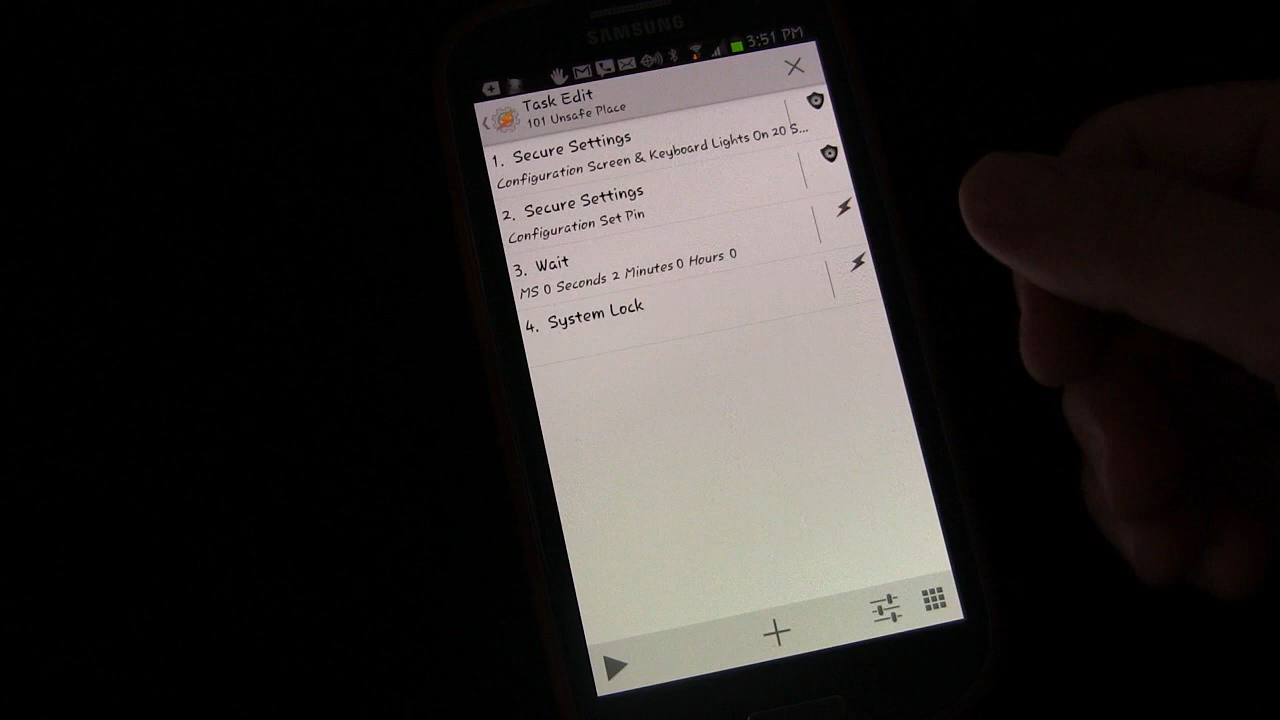 SAMSUNG
3:51 PM
Task Edit
101 Unsafe Place
1. Secure Settings
Configuration Screen & Keyboard Lights On 20 S...
2. Secure Settings
Configuration Set Pin
3. Wait
MS 0 Seconds 2 Minutes 0 Hours 0
4. System Lock